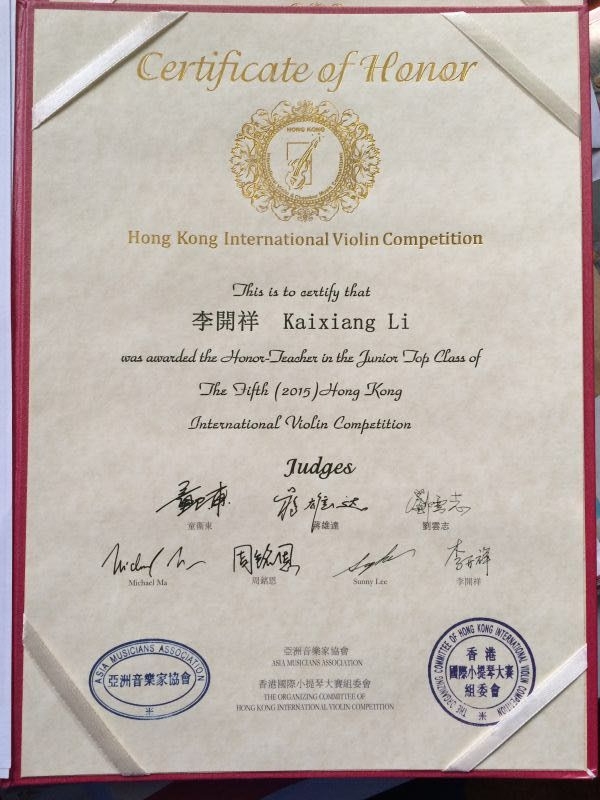 Certificate of Honor
HONG KONG
Hong Kong International Violin Competition
This is to certify that
李開祥 Kaixiang Li
was awarded the Honor-Teacher in the Junior Top Class of
The Fifth (2015) Hong Kong
International Violin Competition
Judges
童衛東 蔣雄達 劉雲志
Michael Ma 周銘恩 Sunny Lee 李開祥
ASIA MUSICIANS ASSOCIATION
亞洲音樂家協會
亞洲音樂家協會
ASIA MUSICIANS ASSOCIATION
香港國際小提琴大賽組委會
THE ORGANIZING COMMITTEE OF
HONG KONG INTERNATIONAL VIOLIN COMPETITION
THE ORGANIZING COMMITTEE OF HONG KONG INTERNATIONAL VIOLIN COMPETITION
香港
國際小提琴大賽
組委會